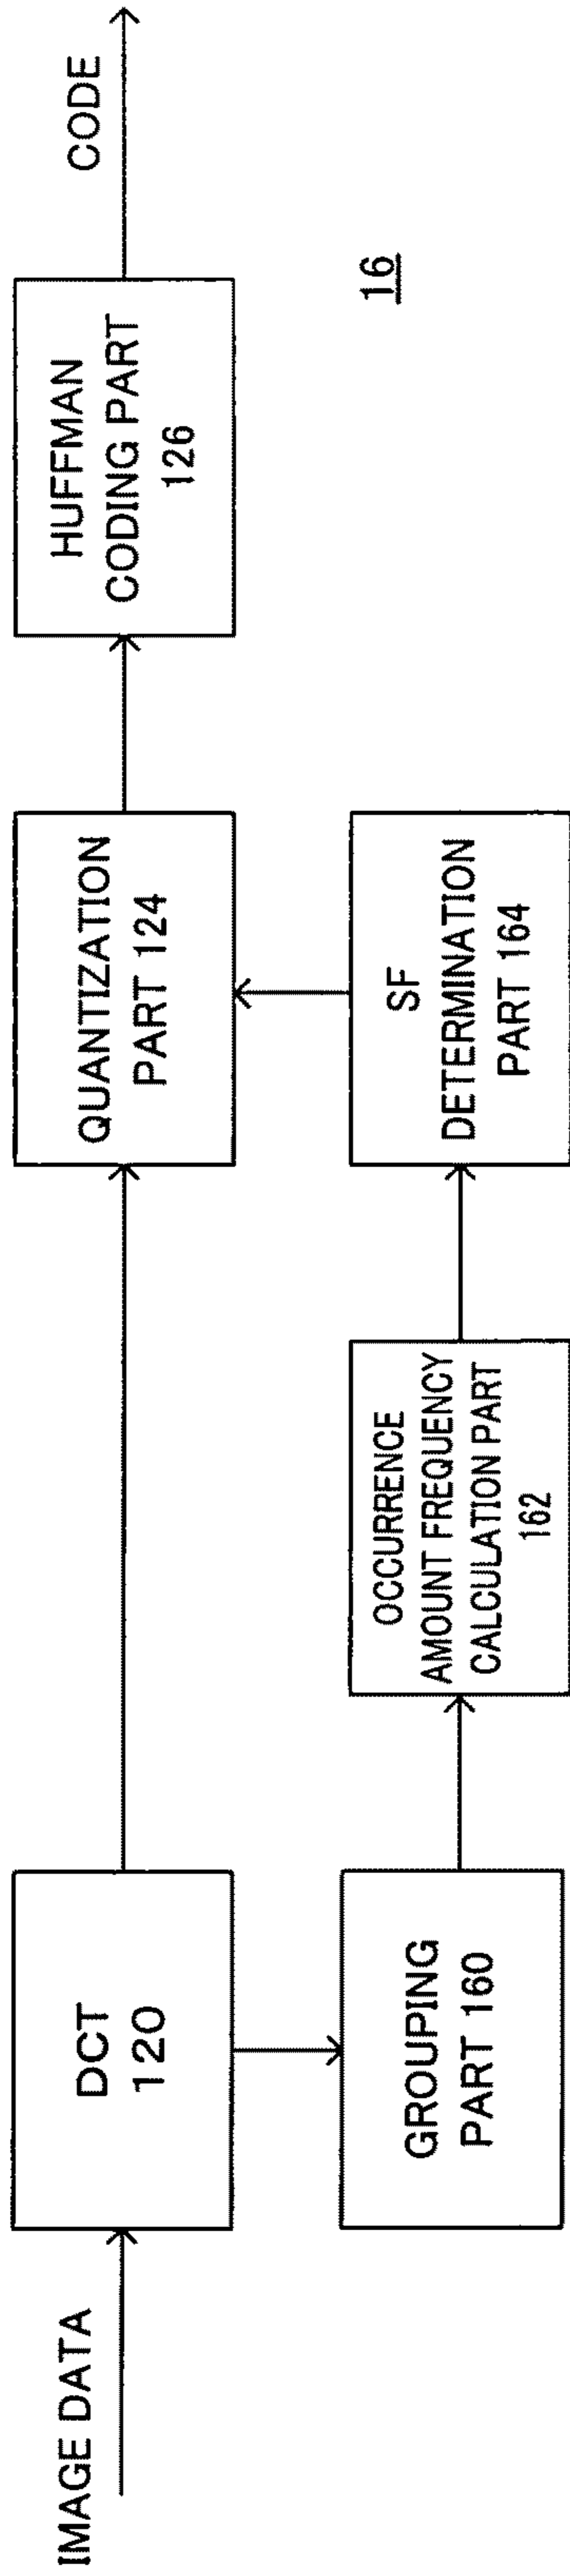 IMAGE DATA
DCT
120
QUANTIZATION
PART 124
HUFFMAN
CODING PART
126
CODE
GROUPING
PART 160
OCCURRENCE
AMOUNT FREQUENCY
CALCULATION PART
162
SF
DETERMINATION
PART 164
16